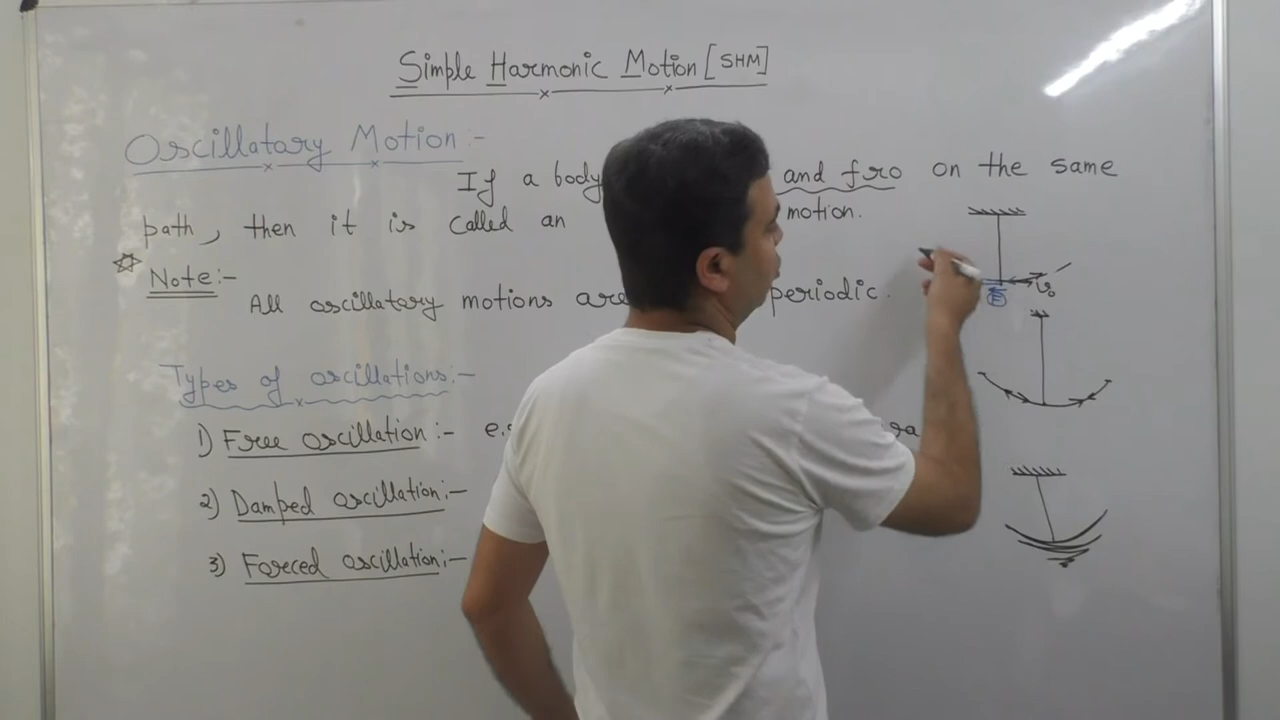 Simple Harmonic Motion [SHM]
Oscillatory Motion:-
If a body and fro on the same
path, then it is called an motion.
Note:-
All oscillatory motions are periodic.
Types of oscillations:-
1) Free oscillation:-
2) Damped oscillation:-
3) Forced oscillation:-
E